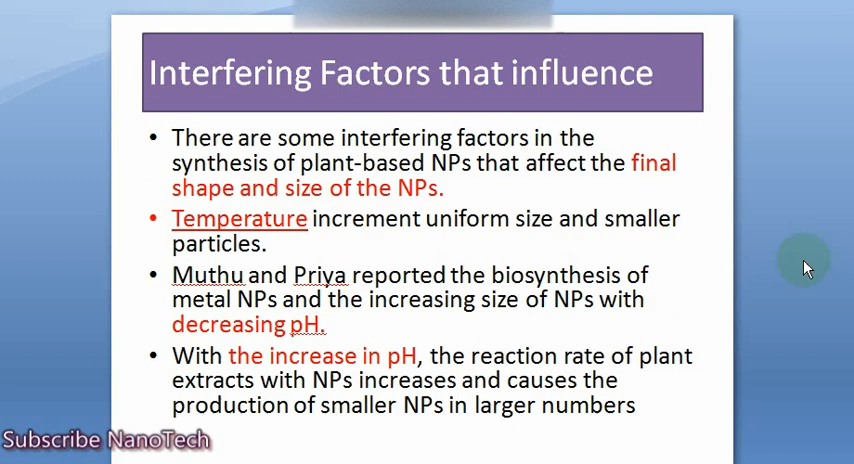 Interfering Factors that influence
• There are some interfering factors in the
synthesis of plant-based NPs that affect the final
shape and size of the NPs.
• Temperature increment uniform size and smaller
particles.
• Muthu and Priya reported the biosynthesis of
metal NPs and the increasing size of NPs with
decreasing pH.
• With the increase in pH, the reaction rate of plant
extracts with NPs increases and causes the
production of smaller NPs in larger numbers
Subscribe NanoTech